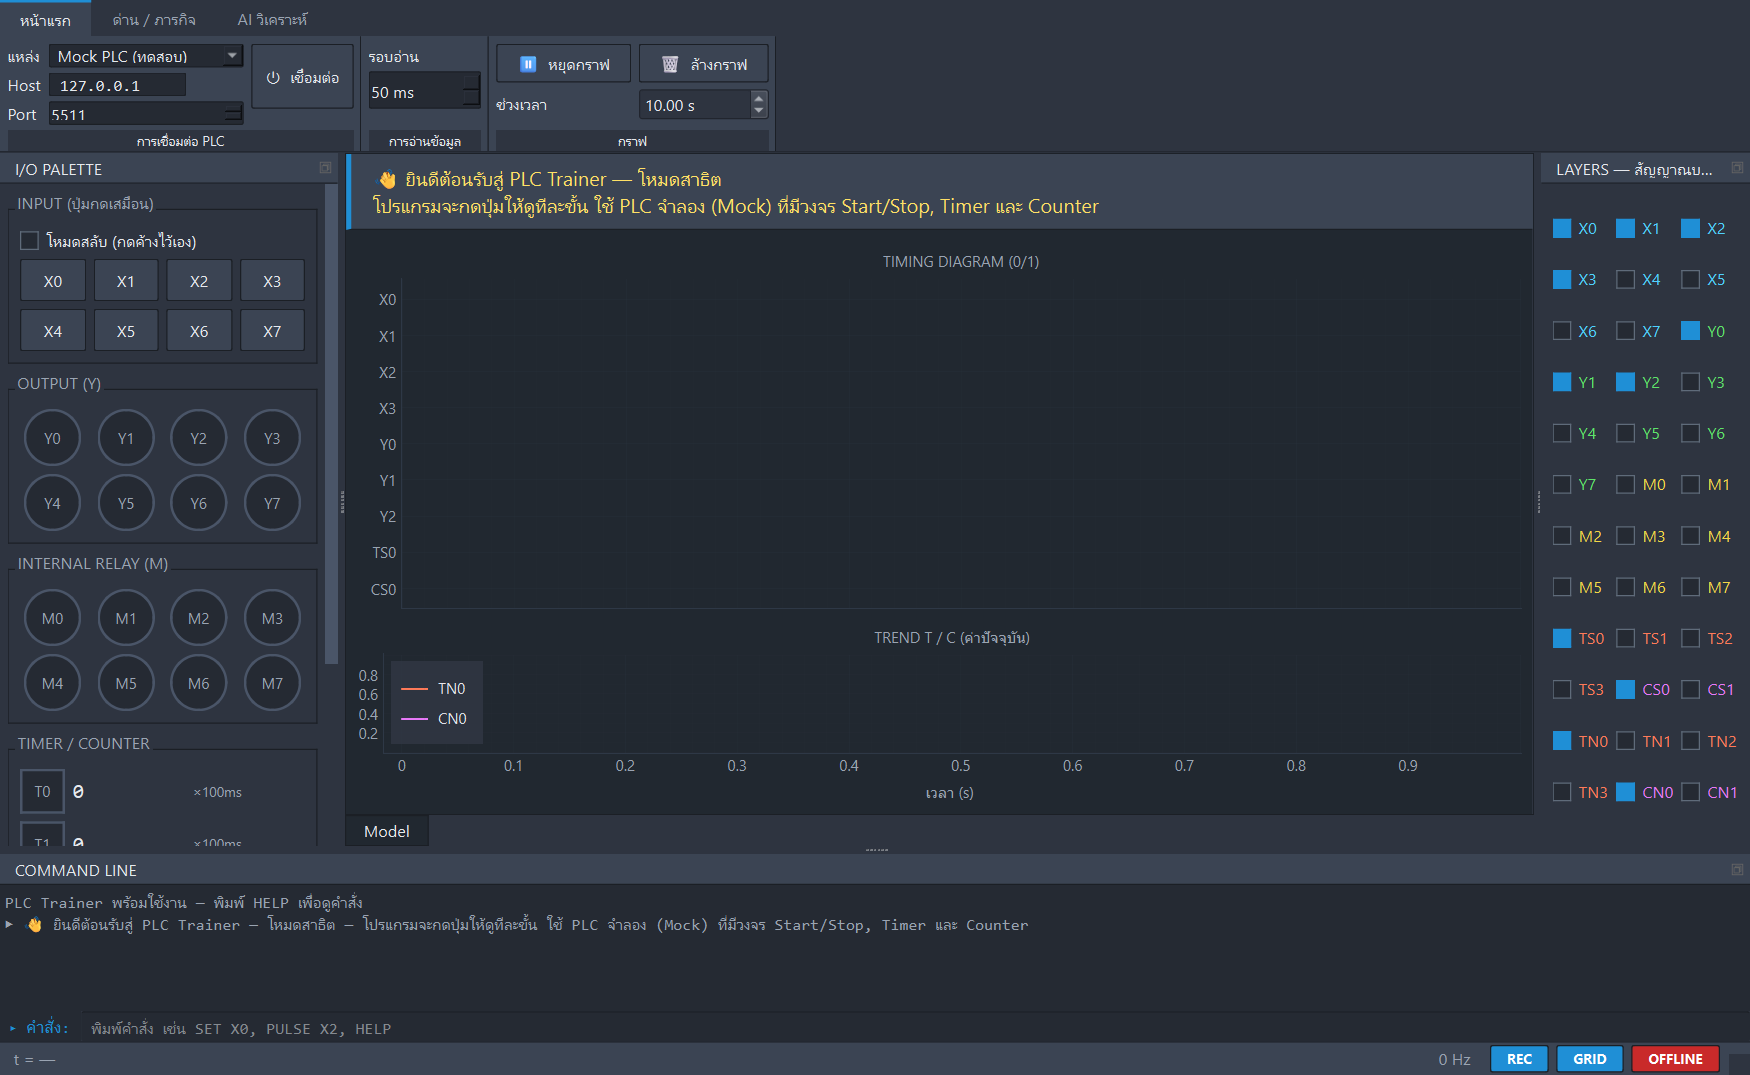 หน้าแรก
ด่าน / ภารกิจ
AI วิเคราะห์
แหล่ง
Mock PLC (ทดสอบ)
Host
127.0.0.1
Port
5511
เชื่อมต่อ
การเชื่อมต่อ PLC
รอบอ่าน
50 ms
การอ่านข้อมูล
หยุดกราฟ
ล้างกราฟ
ช่วงเวลา
10.00 s
กราฟ
I/O PALETTE
INPUT (ปุ่มกดเสมือน)
โหมดสลับ (กดค้างไว้เอง)
X0 X1 X2 X3
X4 X5 X6 X7
OUTPUT (Y)
Y0 Y1 Y2 Y3
Y4 Y5 Y6 Y7
INTERNAL RELAY (M)
M0 M1 M2 M3
M4 M5 M6 M7
TIMER / COUNTER
T0 0 ×100ms
T1 0 ×100ms
👋 ยินดีต้อนรับสู่ PLC Trainer — โหมดสาธิต
โปรแกรมจะกดปุ่มให้ดูทีละขั้น ใช้ PLC จำลอง (Mock) ที่มีวงจร Start/Stop, Timer และ Counter
TIMING DIAGRAM (0/1)
X0
X1
X2
X3
Y0
Y1
Y2
TS0
CS0
TREND T / C (ค่าปัจจุบัน)
0.8
0.6
0.4
0.2
TN0
CN0
0 0.1 0.2 0.3 0.4 0.5 0.6 0.7 0.8 0.9
เวลา (s)
Model
LAYERS — สัญญาณบ...
X0 X1 X2
X3 X4 X5
X6 X7 Y0
Y1 Y2 Y3
Y4 Y5 Y6
Y7 M0 M1
M2 M3 M4
M5 M6 M7
TS0 TS1 TS2
TS3 CS0 CS1
TN0 TN1 TN2
TN3 CN0 CN1
COMMAND LINE
PLC Trainer พร้อมใช้งาน — พิมพ์ HELP เพื่อดูคำสั่ง
▸ 👋 ยินดีต้อนรับสู่ PLC Trainer — โหมดสาธิต — โปรแกรมจะกดปุ่มให้ดูทีละขั้น ใช้ PLC จำลอง (Mock) ที่มีวงจร Start/Stop, Timer และ Counter
▸ คำสั่ง: พิมพ์คำสั่ง เช่น SET X0, PULSE X2, HELP
t = —
0 Hz
REC
GRID
OFFLINE